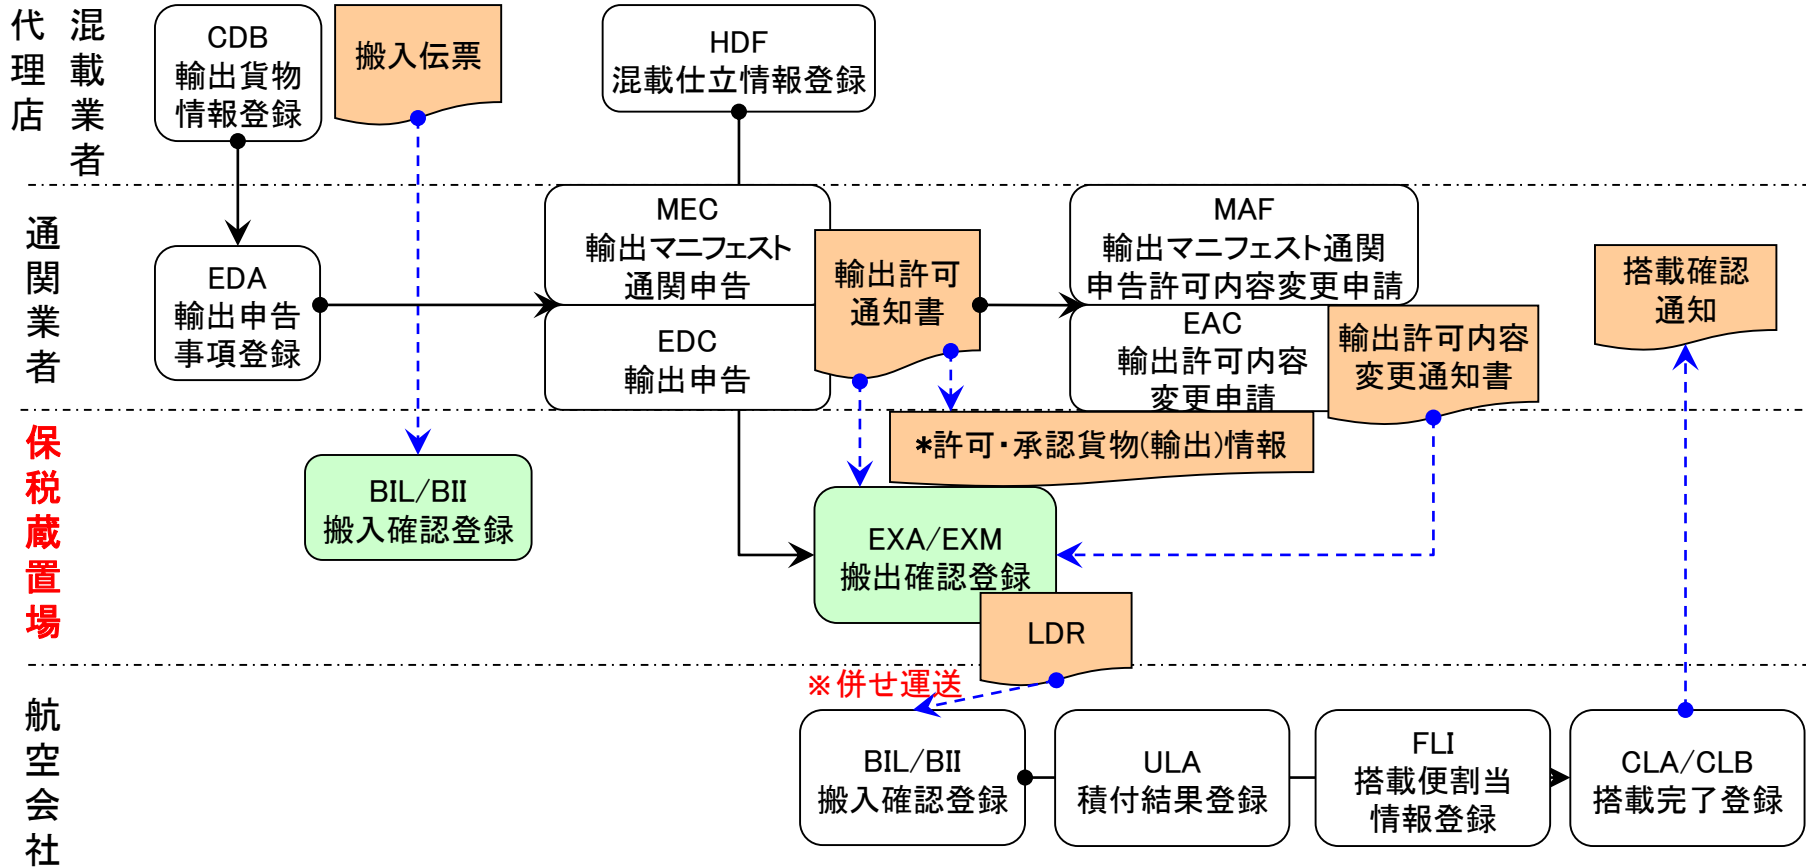 代理店
混載業者
CDB
輸出貨物
情報登録
搬入伝票
HDF
混載仕立情報登録
通関業者
EDA
輸出申告
事項登録
MEC
輸出マニフェスト
通関申告
EDC
輸出申告
輸出許可
通知書
MAF
輸出マニフェスト通関
申告許可内容変更申請
EAC
輸出許可内容
変更申請
輸出許可内容
変更通知書
搭載確認
通知
保税蔵置場
BIL/BII
搬入確認登録
*許可・承認貨物(輸出)情報
EXA/EXM
搬出確認登録
LDR
航空会社
※併せ運送
BIL/BII
搬入確認登録
ULA
積付結果登録
FLI
搭載便割当
情報登録
CLA/CLB
搭載完了登録